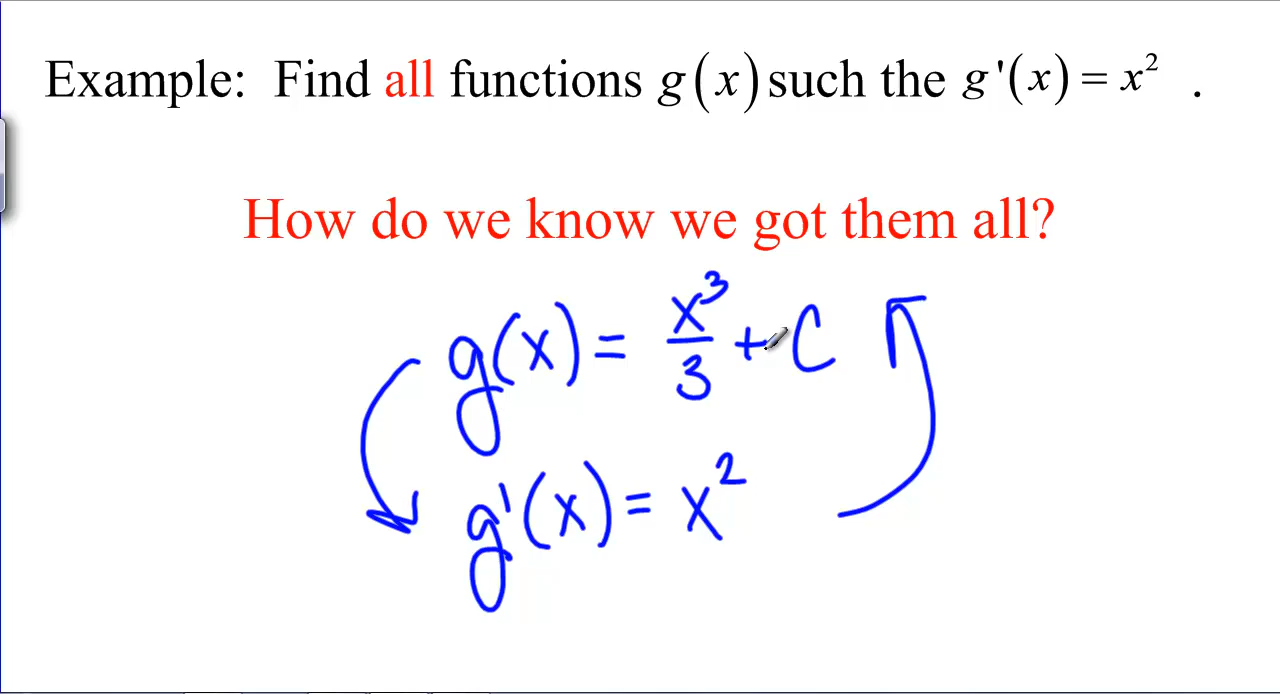 Example: Find all functions g(x) such the g'(x) = x² .
How do we know we got them all?
g(x) = x³/3 + C
g'(x) = x²